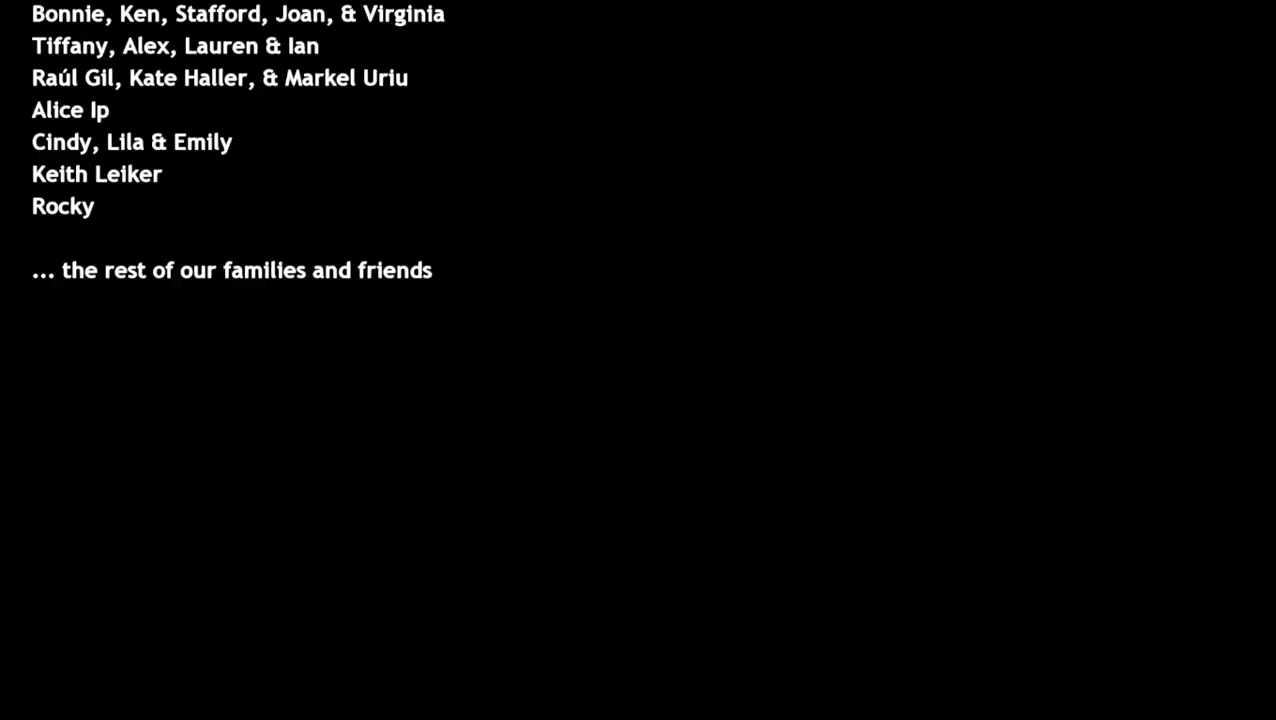 Bonnie, Ken, Stafford, Joan, & Virginia
Tiffany, Alex, Lauren & Ian
Raúl Gil, Kate Haller, & Markel Uriu
Alice Ip
Cindy, Lila & Emily
Keith Leiker
Rocky
... the rest of our families and friends